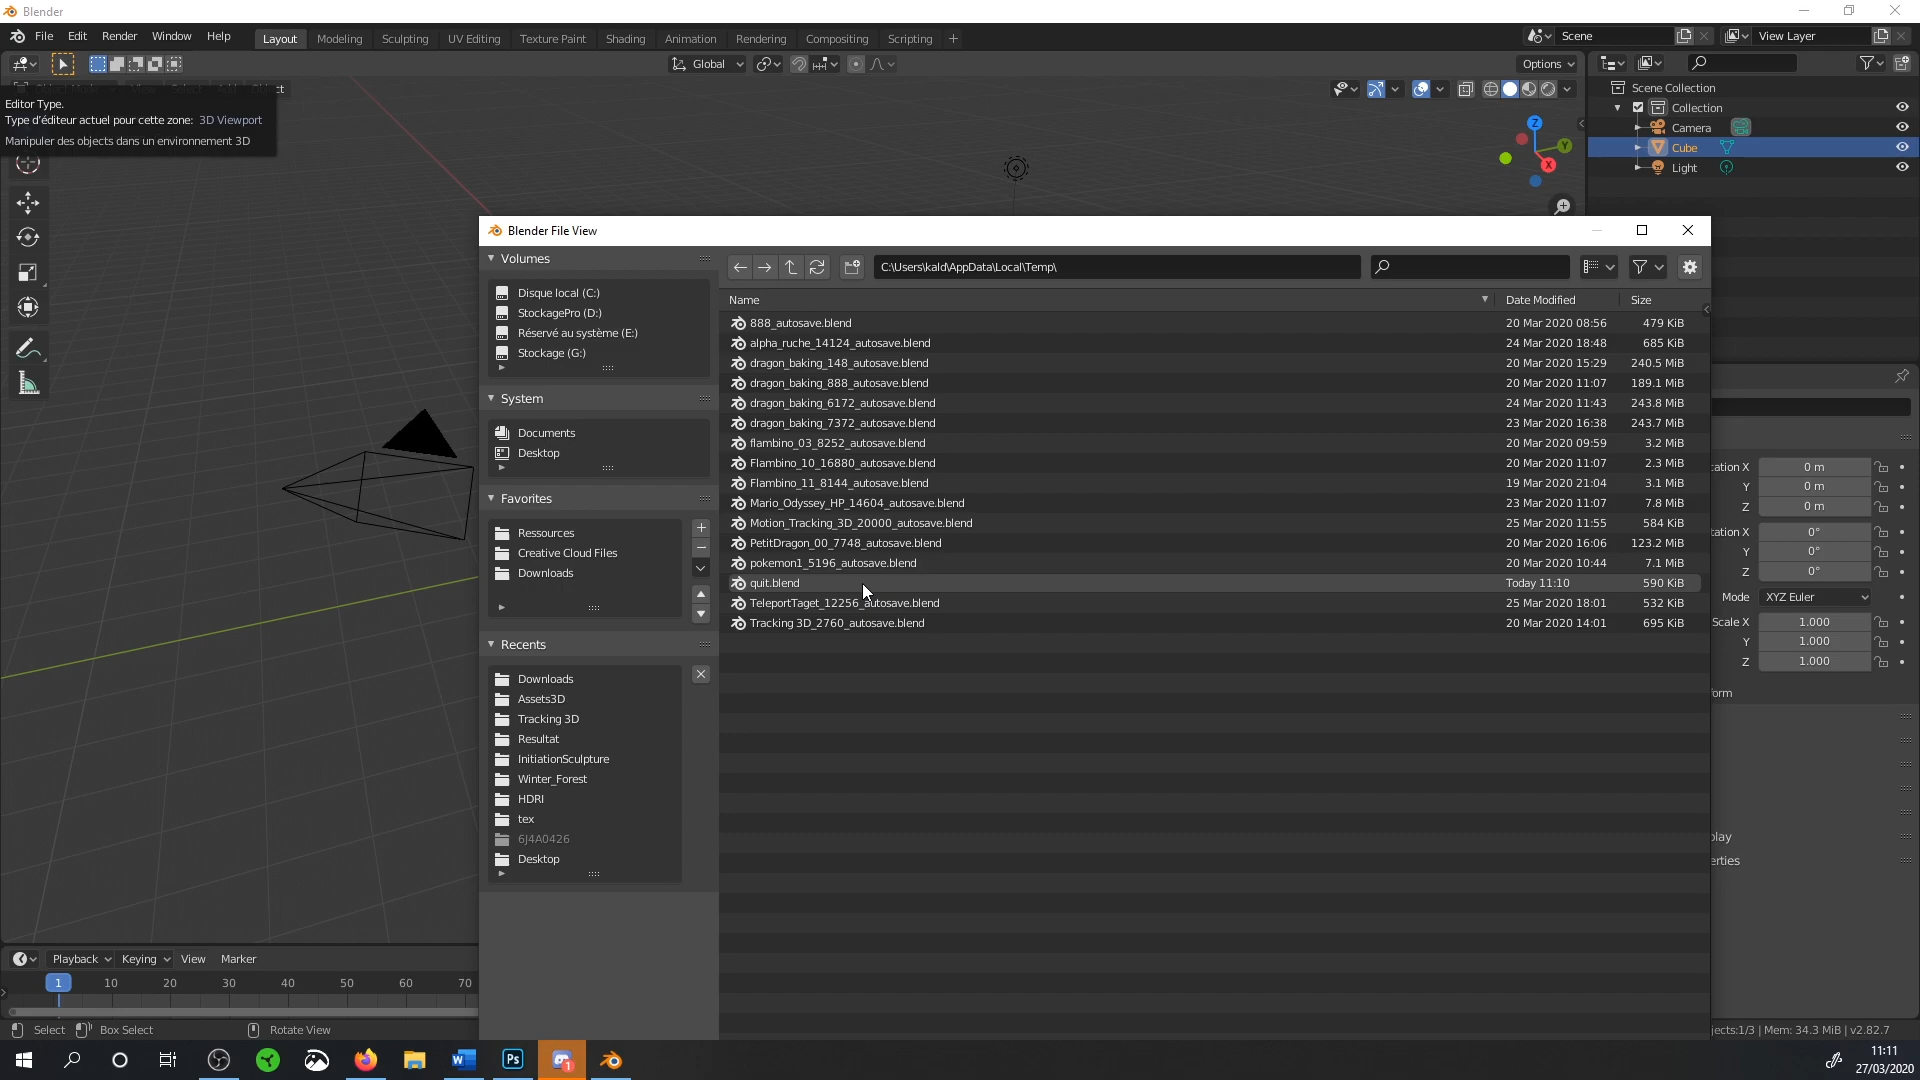 Blender
File Edit Render Window Help Layout Modeling Sculpting UV Editing Texture Paint Shading Animation Rendering Compositing Scripting + Scene View Layer
Global Options
Editor Type.
Type d'éditeur actuel pour cette zone: 3D Viewport
Manipuler des objects dans un environnement 3D
Z
Y
X
Scene Collection
Collection
Camera
Cube
Light
Blender File View
Volumes
Disque local (C:)
StockagePro (D:)
Réservé au système (E:)
Stockage (G:)
System
Documents
Desktop
Favorites
Ressources
Creative Cloud Files
Downloads
Recents
Downloads
Assets3D
Tracking 3D
Resultat
InitiationSculpture
Winter_Forest
HDRI
tex
6J4A0426
Desktop
C:\Users\kald\AppData\Local\Temp\
Name Date Modified Size
888_autosave.blend 20 Mar 2020 08:56 479 KiB
alpha_ruche_14124_autosave.blend 24 Mar 2020 18:48 685 KiB
dragon_baking_148_autosave.blend 20 Mar 2020 15:29 240.5 MiB
dragon_baking_888_autosave.blend 20 Mar 2020 11:07 189.1 MiB
dragon_baking_6172_autosave.blend 24 Mar 2020 11:43 243.8 MiB
dragon_baking_7372_autosave.blend 23 Mar 2020 16:38 243.7 MiB
flambino_03_8252_autosave.blend 20 Mar 2020 09:59 3.2 MiB
Flambino_10_16880_autosave.blend 20 Mar 2020 11:07 2.3 MiB
Flambino_11_8144_autosave.blend 19 Mar 2020 21:04 3.1 MiB
Mario_Odyssey_HP_14604_autosave.blend 23 Mar 2020 11:07 7.8 MiB
Motion_Tracking_3D_20000_autosave.blend 25 Mar 2020 11:55 584 KiB
PetitDragon_00_7748_autosave.blend 20 Mar 2020 16:06 123.2 MiB
pokemon1_5196_autosave.blend 20 Mar 2020 10:44 7.1 MiB
quit.blend Today 11:10 590 KiB
TeleportTaget_12256_autosave.blend 25 Mar 2020 18:01 532 KiB
Tracking 3D_2760_autosave.blend 20 Mar 2020 14:01 695 KiB
cation X 0 m
Y 0 m
Z 0 m
tation X 0°
Y 0°
Z 0°
Mode XYZ Euler
Scale X 1.000
Y 1.000
Z 1.000
form
play
erties
Playback Keying View Marker
1 10 20 30 40 50 60 70
Select Box Select Rotate View
jects:1/3 | Mem: 34.3 MiB | v2.82.7
Ps
1
11:11
27/03/2020